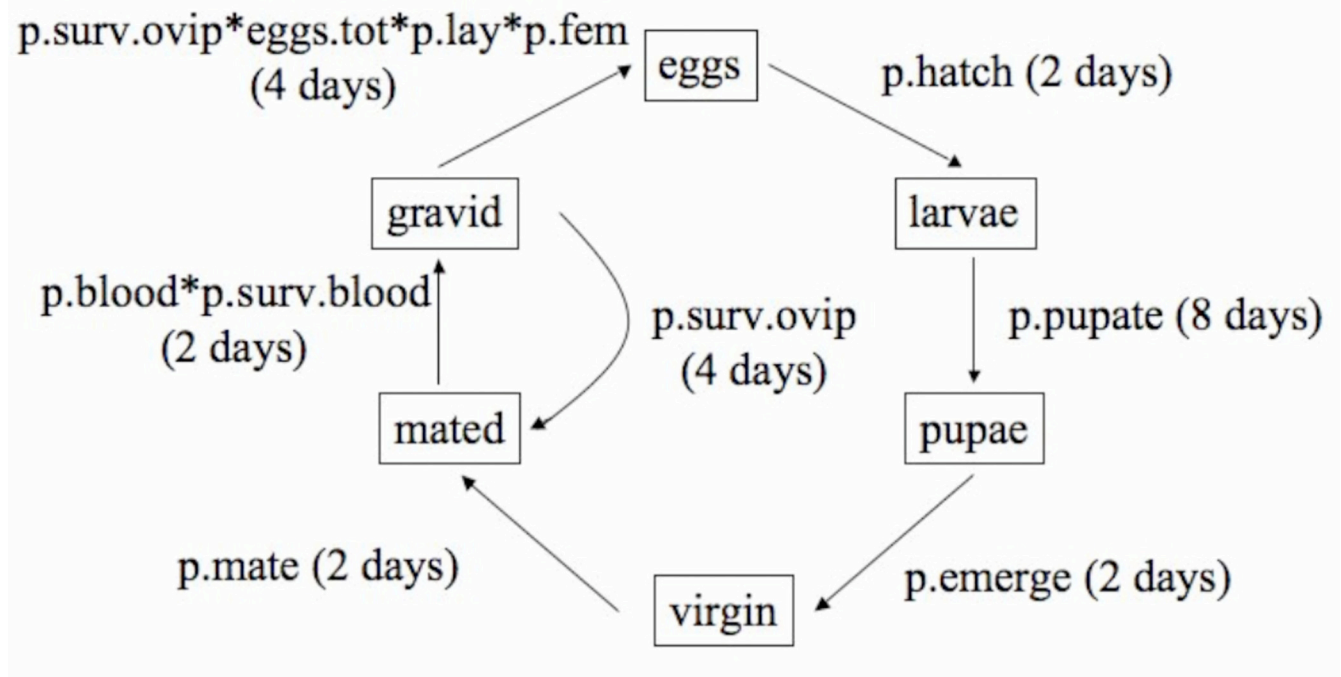 p.surv.ovip*eggs.tot*p.lay*p.fem
(4 days)
eggs
p.hatch (2 days)
gravid
larvae
p.blood*p.surv.blood
(2 days)
p.surv.ovip
(4 days)
p.pupate (8 days)
mated
pupae
p.mate (2 days)
p.emerge (2 days)
virgin